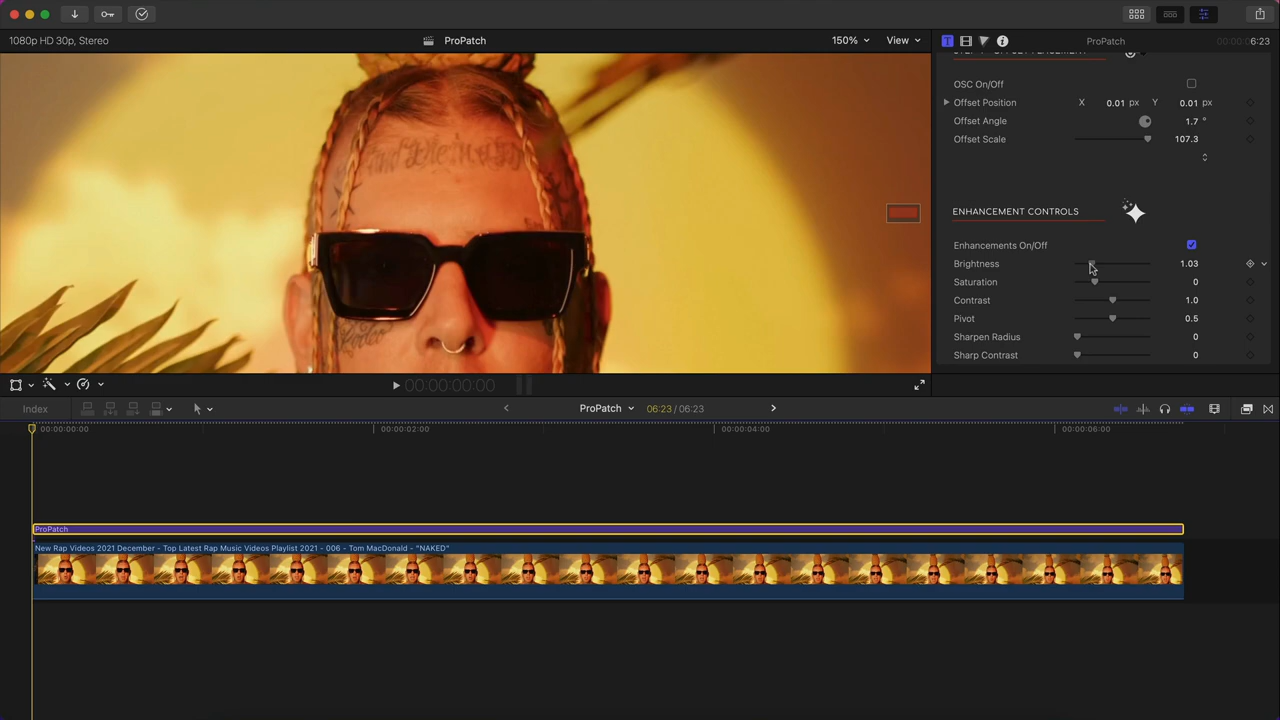 1080p HD 30p, Stereo
ProPatch
150%
View
ProPatch
6:23
OSC On/Off
Offset Position X 0.01 px Y 0.01 px
Offset Angle 1.7 °
Offset Scale 107.3
ENHANCEMENT CONTROLS
Enhancements On/Off
Brightness 1.03
Saturation 0
Contrast 1.0
Pivot 0.5
Sharpen Radius 0
Sharp Contrast 0
00:00:00:00
Index
ProPatch
06:23 / 06:23
00:00:00:00
00:00:02:00
00:00:04:00
00:00:06:00
ProPatch
New Rap Videos 2021 December - Top Latest Rap Music Videos Playlist 2021 - 006 - Tom MacDonald - "NAKED"